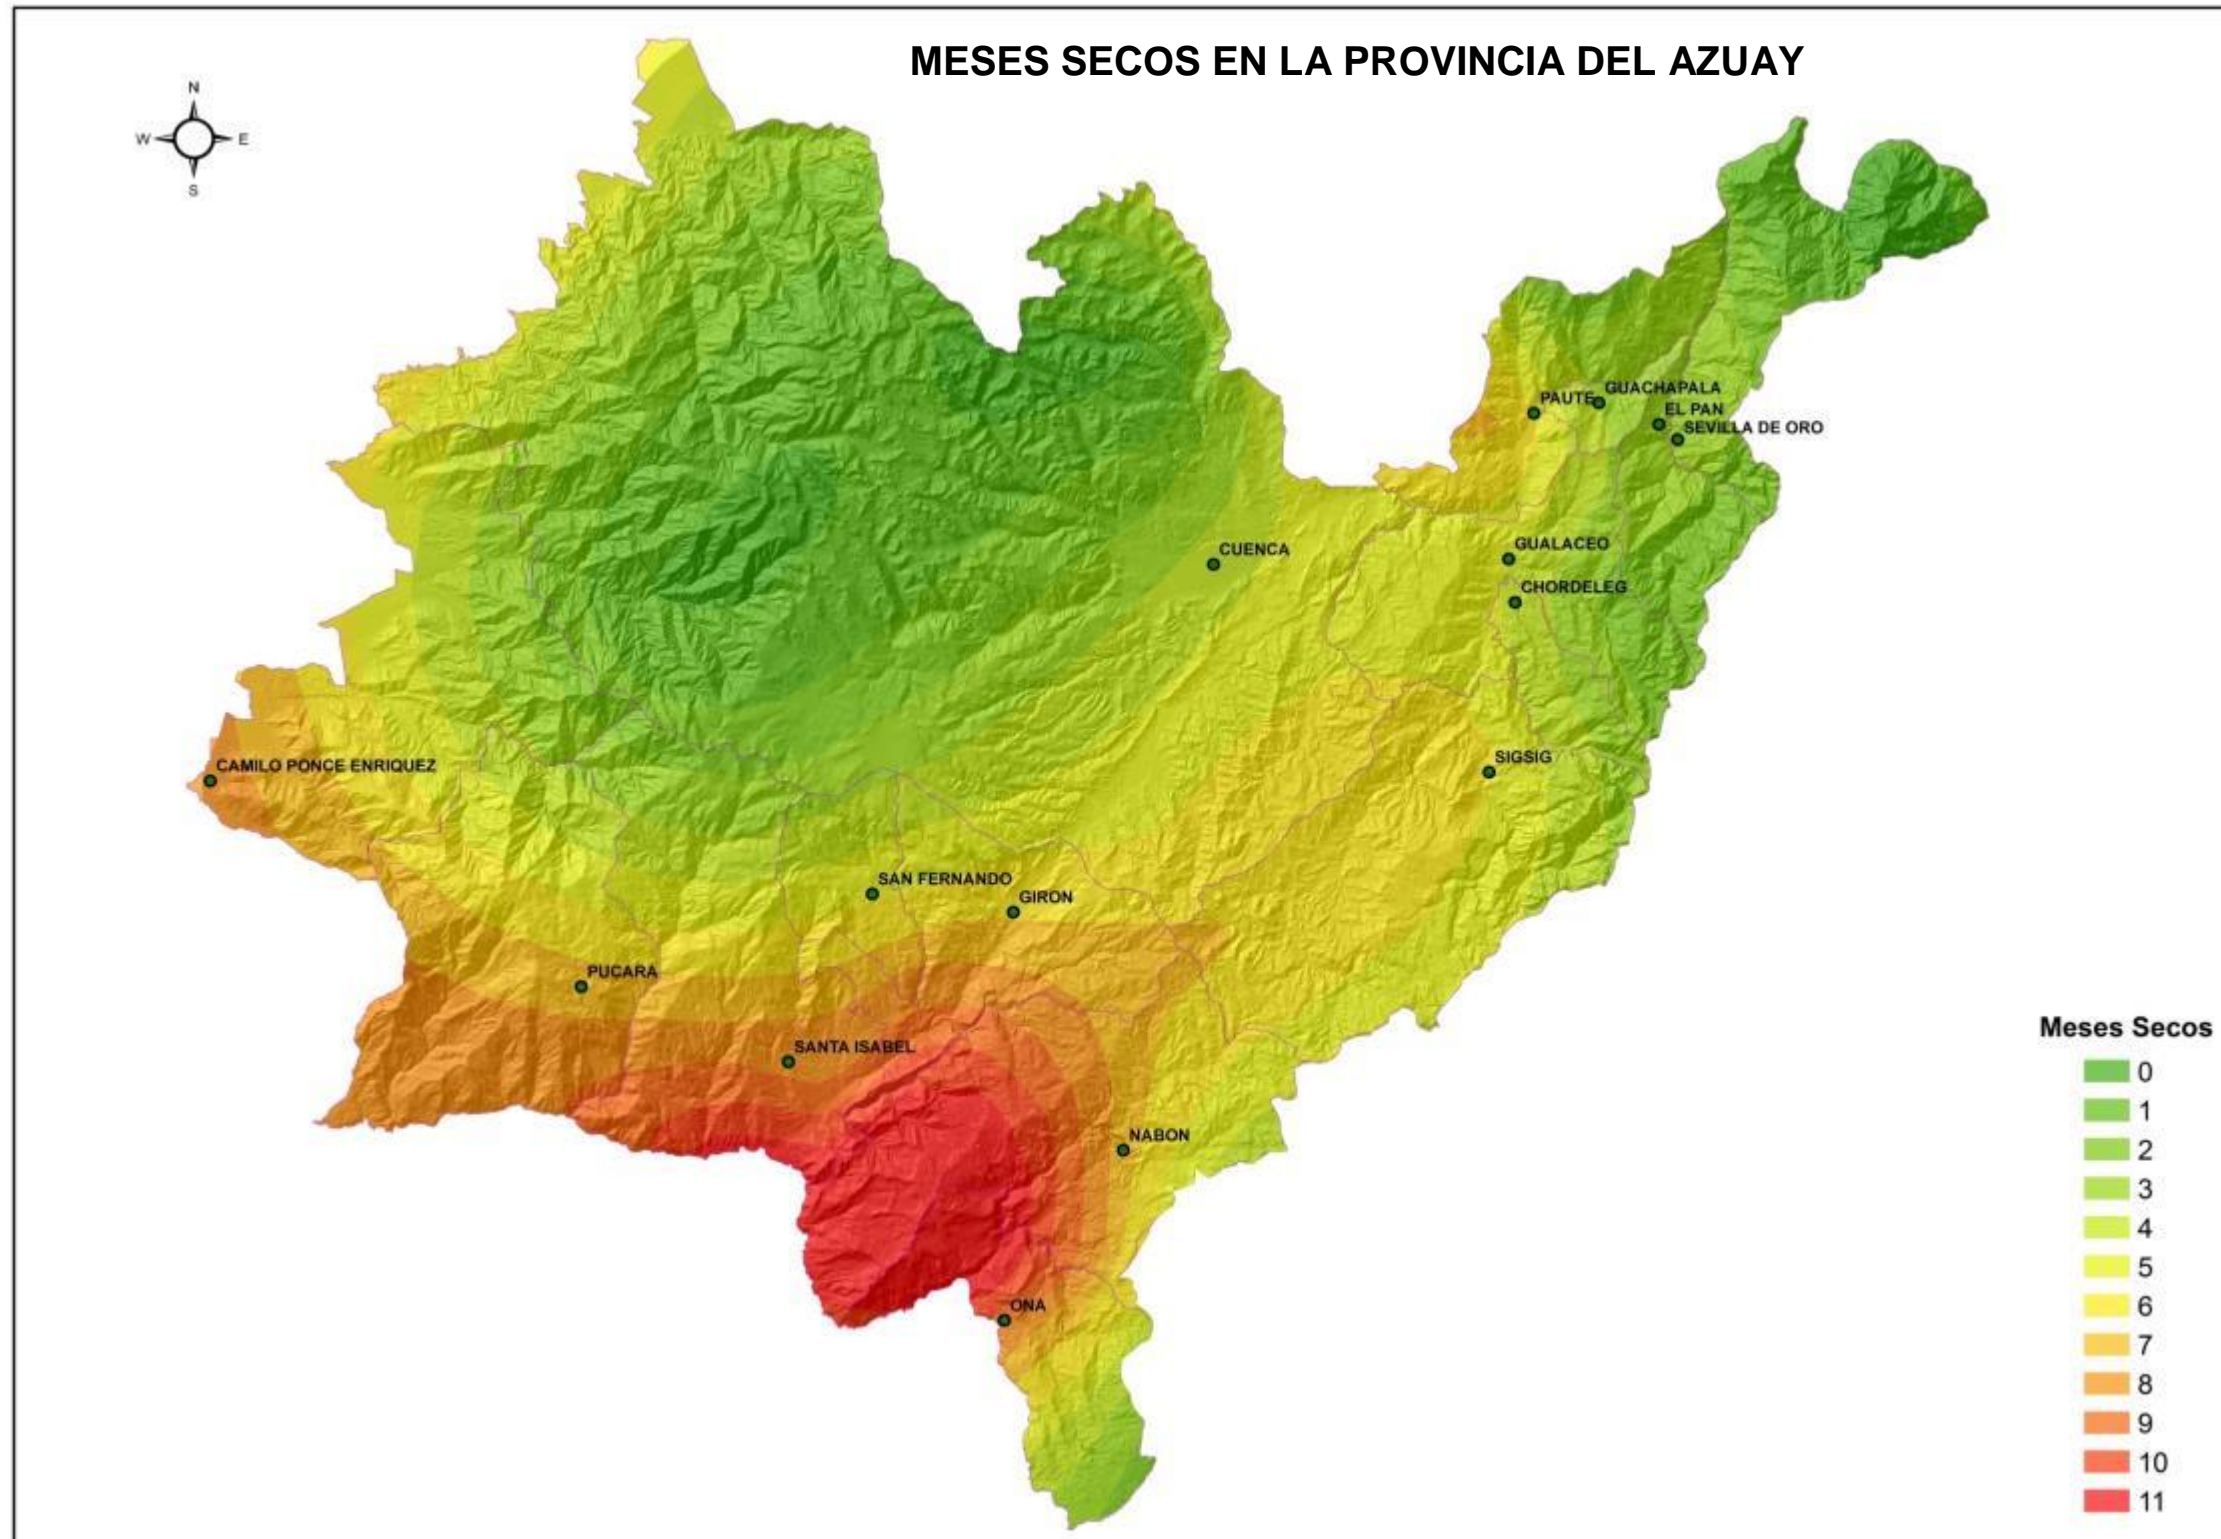 MESES SECOS EN LA PROVINCIA DEL AZUAY
N
W E
S
PAUTE
GUACHAPALA
EL PAN
SEVILLA DE ORO
CUENCA
GUALACEO
CHORDELEG
SIGSIG
CAMILO PONCE ENRIQUEZ
SAN FERNANDO
GIRON
PUCARA
SANTA ISABEL
NABON
ONA
Meses Secos
0
1
2
3
4
5
6
7
8
9
10
11